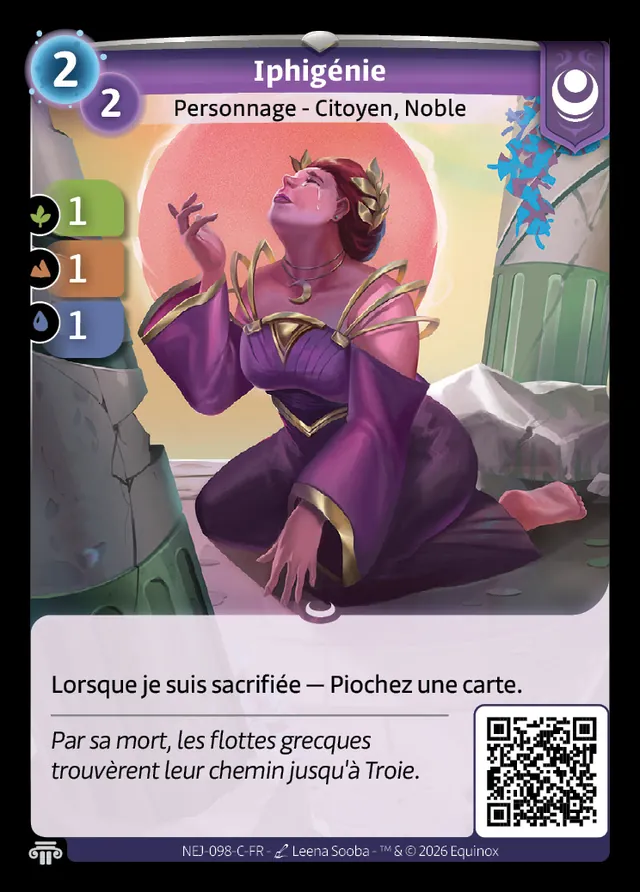 2
Iphigénie
2
Personnage - Citoyen, Noble
1
1
1
Lorsque je suis sacrifiée — Piochez une carte.
Par sa mort, les flottes grecques
trouvèrent leur chemin jusqu'à Troie.
NEJ-098-C-FR - Leena Sooba - ™ & © 2026 Equinox